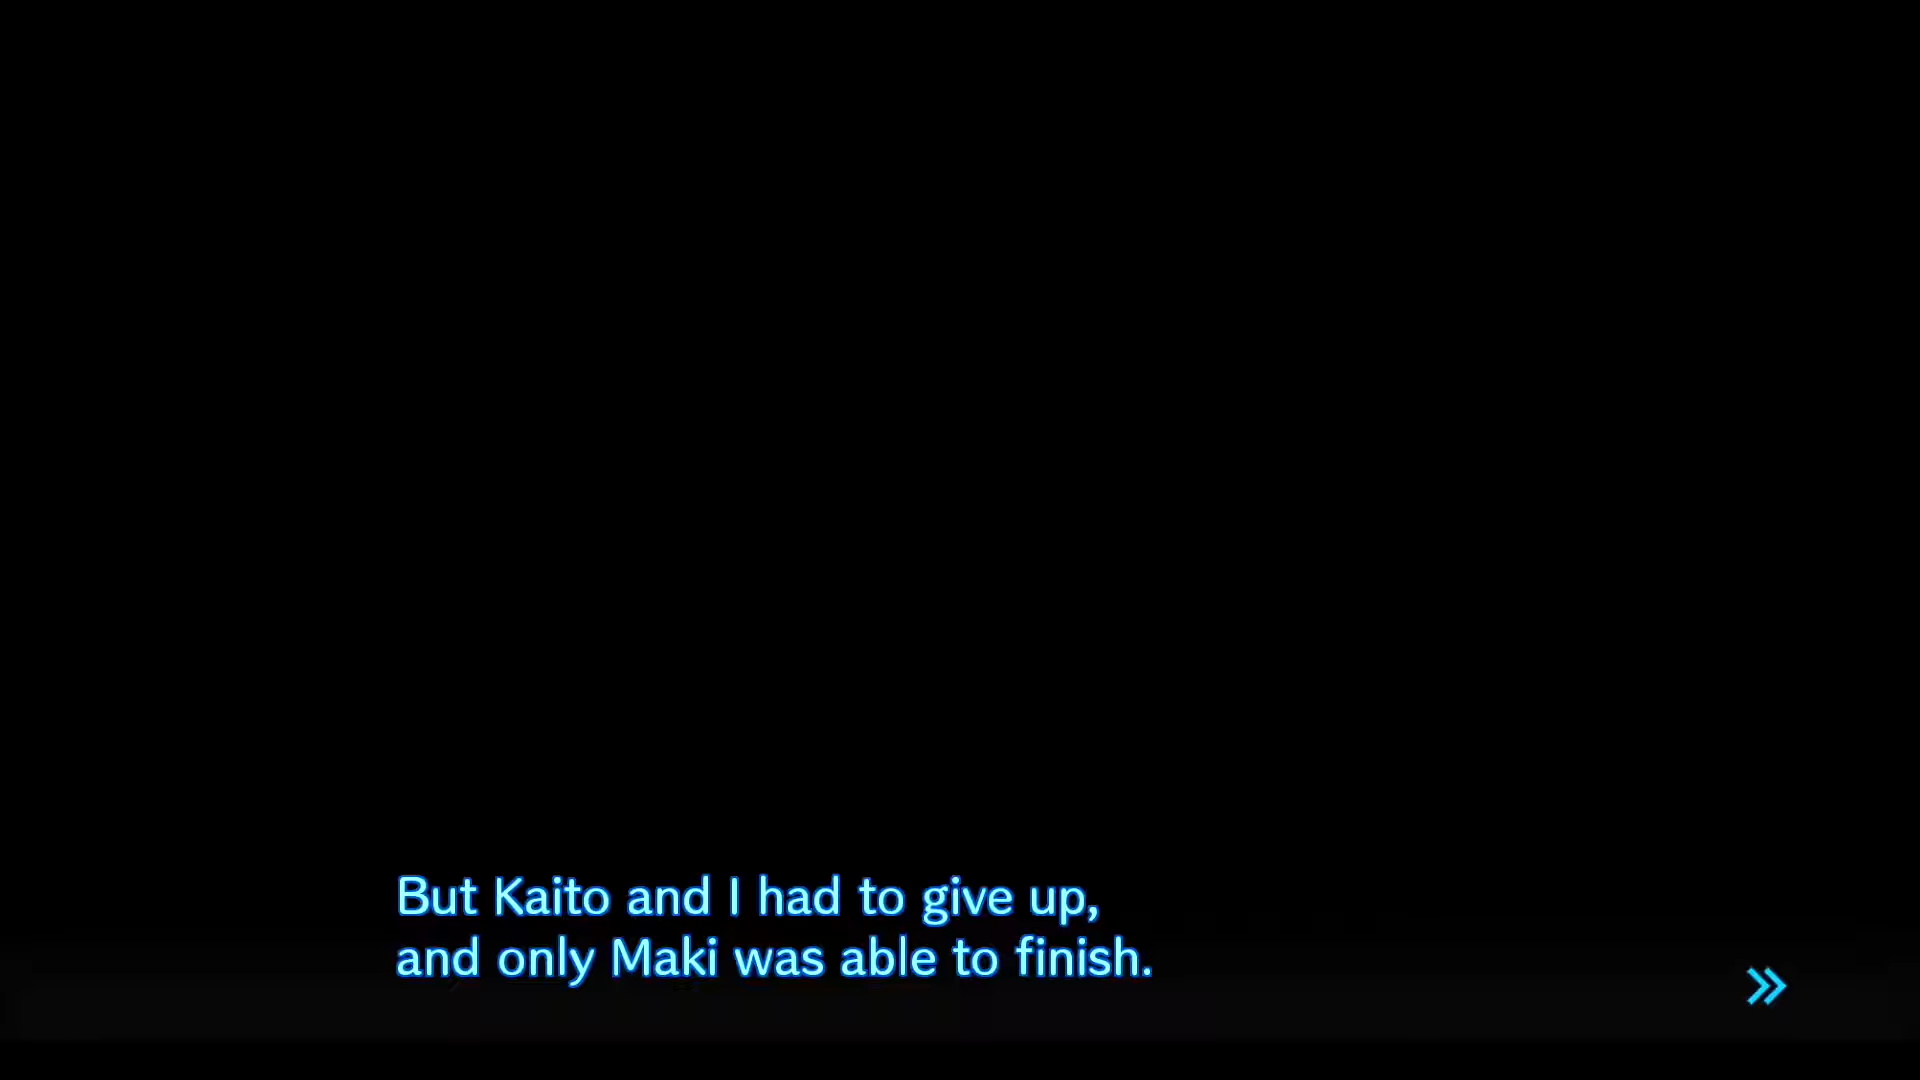 But Kaito and I had to give up,
and only Maki was able to finish.